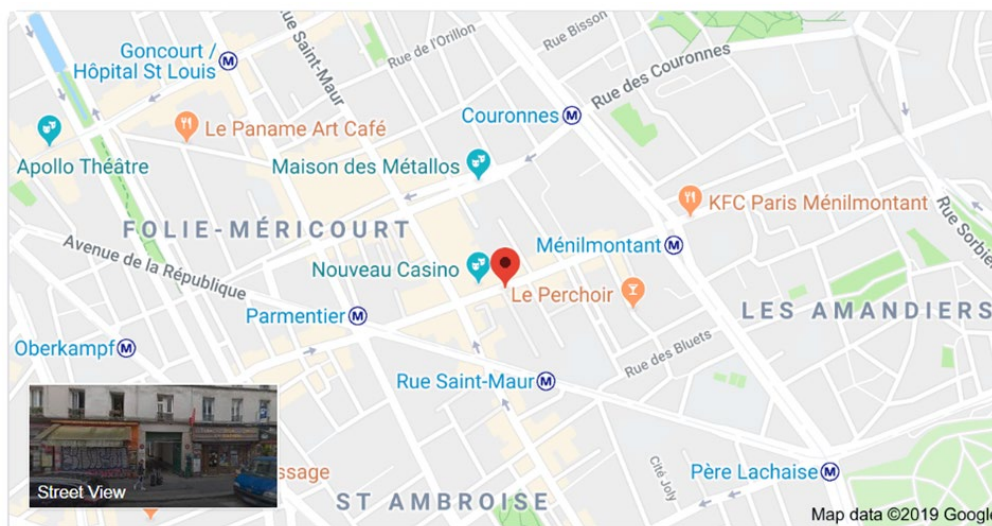 Goncourt /
Hôpital St Louis
Rue Saint-Maur
Rue de l'Orillon
Rue Bisson
Rue des Couronnes
Couronnes
Le Paname Art Café
Apollo Théâtre
Maison des Métallos
KFC Paris Ménilmontant
Rue Sorbier
FOLIE-MÉRICOURT
Avenue de la République
Ménilmontant
Nouveau Casino
Le Perchoir
LES AMANDIERS
Parmentier
Oberkampf
Rue des Bluets
Rue Saint-Maur
Père Lachaise
Cité Joly
ssage
Street View
ST AMBROISE
Map data ©2019 Google